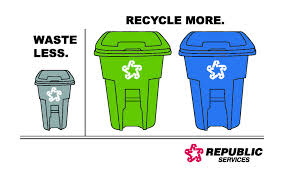 WASTE
LESS.
RECYCLE MORE.
REPUBLIC
SERVICES